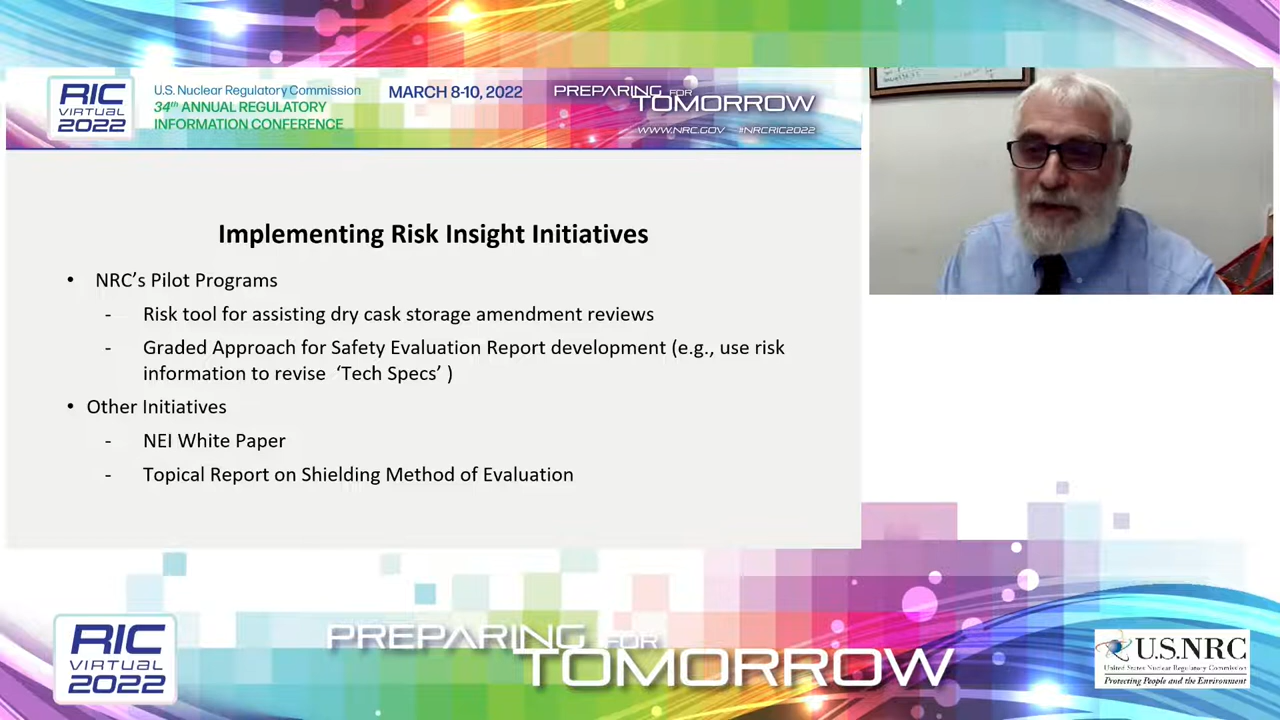 RIC
VIRTUAL
2022
U.S. Nuclear Regulatory Commission
34th ANNUAL REGULATORY
INFORMATION CONFERENCE
MARCH 8-10, 2022
PREPARING FOR
TOMORROW
WWW.NRC.GOV #NRCRIC2022
Implementing Risk Insight Initiatives
• NRC's Pilot Programs
- Risk tool for assisting dry cask storage amendment reviews
- Graded Approach for Safety Evaluation Report development (e.g., use risk
information to revise ‘Tech Specs’ )
• Other Initiatives
- NEI White Paper
- Topical Report on Shielding Method of Evaluation
RIC
VIRTUAL
2022
PREPARING FOR
TOMORROW
U.S.NRC
United States Nuclear Regulatory Commission
Protecting People and the Environment